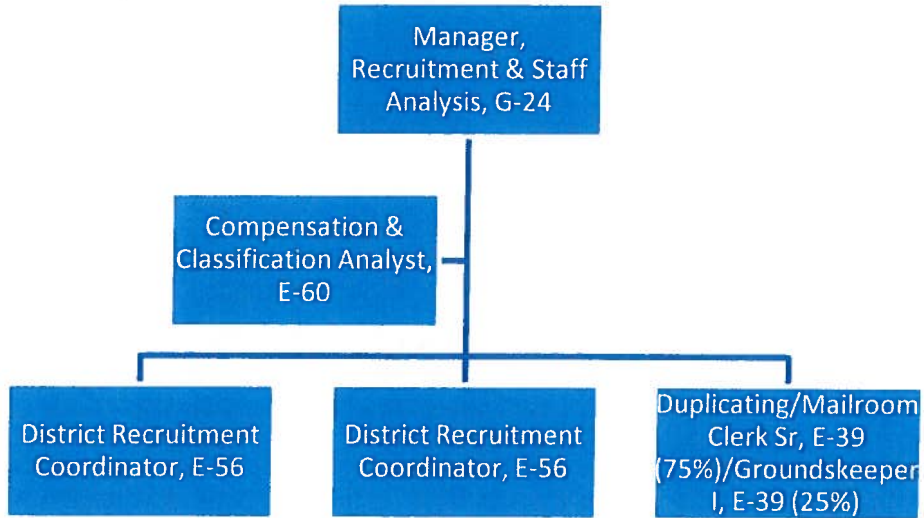 Manager,
Recruitment & Staff
Analysis, G-24
Compensation &
Classification Analyst,
E-60
District Recruitment
Coordinator, E-56
District Recruitment
Coordinator, E-56
Duplicating/Mailroom
Clerk Sr, E-39
(75%)/Groundskeeper
I, E-39 (25%)